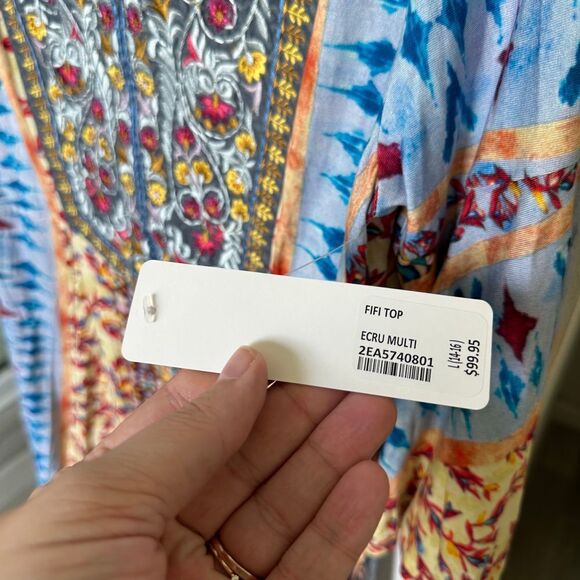 FIFI TOP
ECRU MULTI
2EA5740801
L (14-16)
$99.95